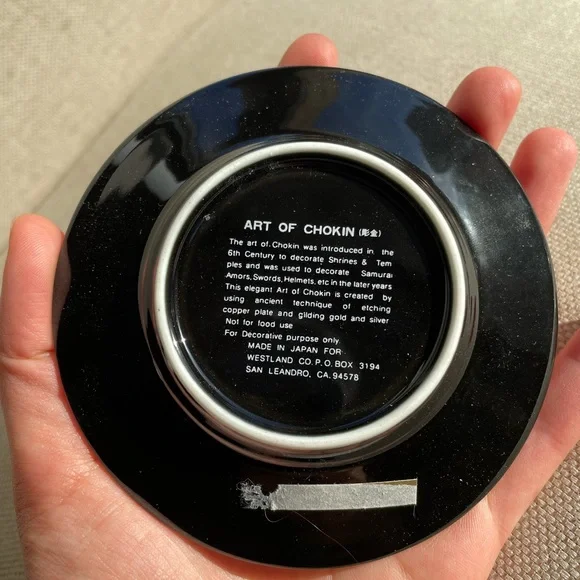 ART OF CHOKIN (彫金)
The art of. Chokin was introduced in the
6th Century to decorate Shrines & Tem
ples and was used to decorate Samurai
Amors, Swords, Helmets, etc in the later years
This elegant Art of Chokin is created by
using ancient technique of etching
copper plate and gilding gold and silver
Not for food use
For Decorative purpose only
MADE IN JAPAN FOR
WESTLAND CO. P.O. BOX 3194
SAN LEANDRO, CA. 94578